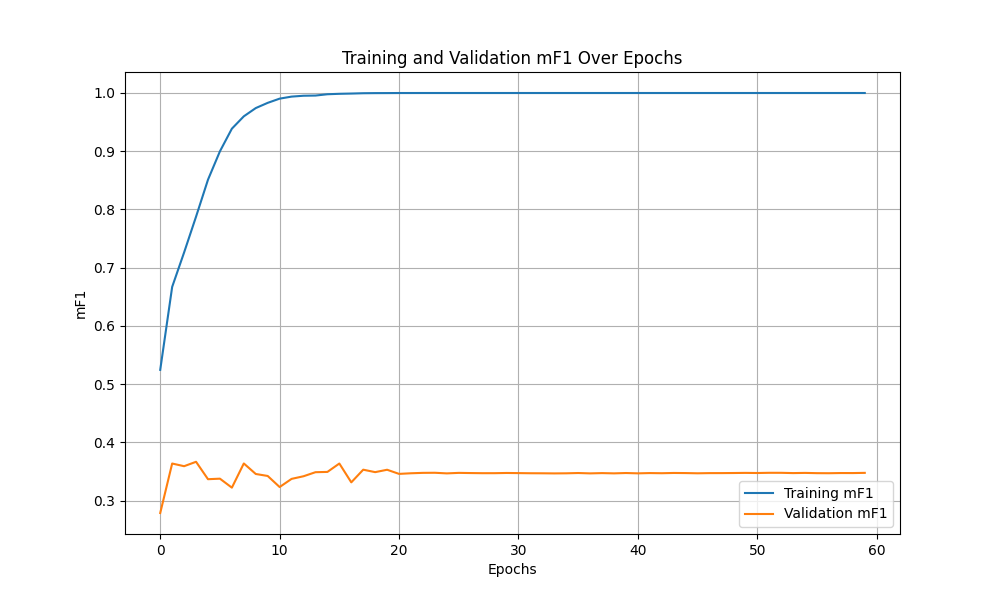 Training and Validation mF1 Over Epochs
mF1
1.0
0.9
0.8
0.7
0.6
0.5
0.4
0.3
Training mF1
Validation mF1
0 10 20 30 40 50 60
Epochs